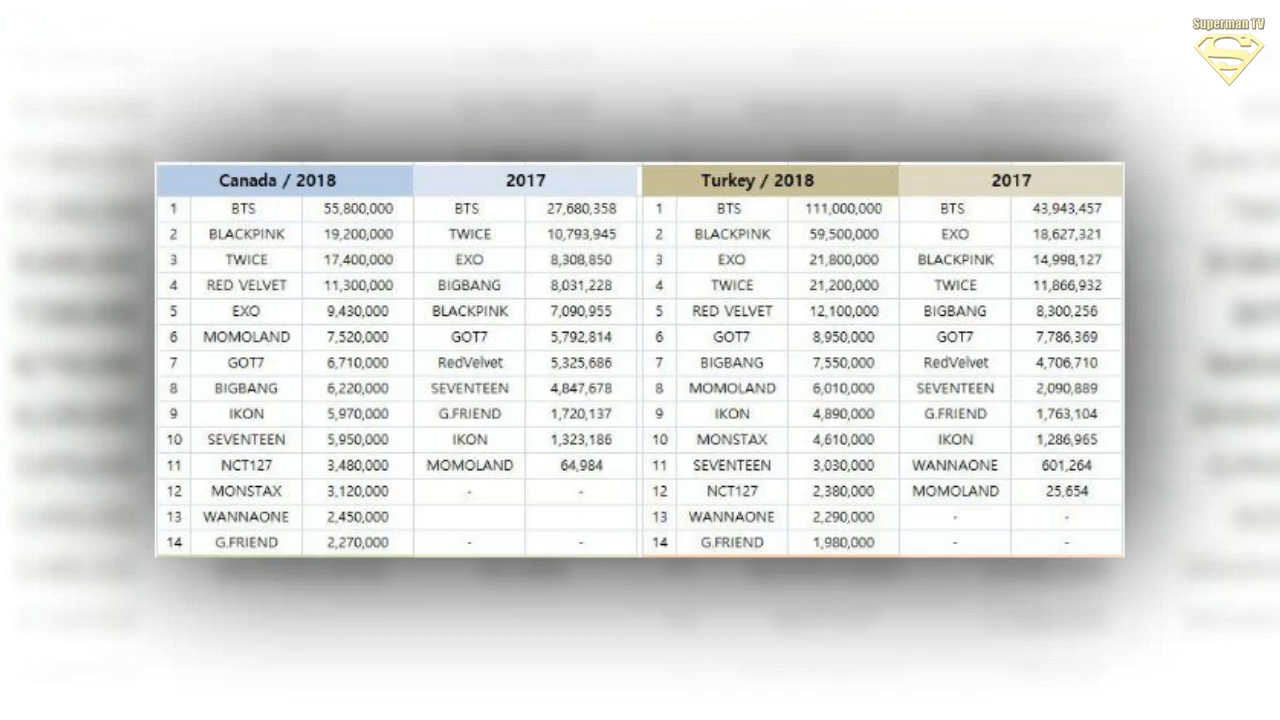 Superman TV
Canada / 2018 2017 Turkey / 2018 2017
1 BTS 55,800,000 BTS 27,680,358 1 BTS 111,000,000 BTS 43,943,457
2 BLACKPINK 19,200,000 TWICE 10,793,945 2 BLACKPINK 59,500,000 EXO 18,627,321
3 TWICE 17,400,000 EXO 8,308,850 3 EXO 21,800,000 BLACKPINK 14,998,127
4 RED VELVET 11,300,000 BIGBANG 8,031,228 4 TWICE 21,200,000 TWICE 11,866,932
5 EXO 9,430,000 BLACKPINK 7,090,955 5 RED VELVET 12,100,000 BIGBANG 8,300,256
6 MOMOLAND 7,520,000 GOT7 5,792,814 6 GOT7 8,950,000 GOT7 7,786,369
7 GOT7 6,710,000 RedVelvet 5,325,686 7 BIGBANG 7,550,000 RedVelvet 4,706,710
8 BIGBANG 6,220,000 SEVENTEEN 4,847,678 8 MOMOLAND 6,010,000 SEVENTEEN 2,090,889
9 IKON 5,970,000 G.FRIEND 1,720,137 9 IKON 4,890,000 G.FRIEND 1,763,104
10 SEVENTEEN 5,950,000 IKON 1,323,186 10 MONSTAX 4,610,000 IKON 1,286,965
11 NCT127 3,480,000 MOMOLAND 64,984 11 SEVENTEEN 3,030,000 WANNAONE 601,264
12 MONSTAX 3,120,000 - - 12 NCT127 2,380,000 MOMOLAND 25,654
13 WANNAONE 2,450,000 13 WANNAONE 2,290,000 - -
14 G.FRIEND 2,270,000 - - 14 G.FRIEND 1,980,000 - -